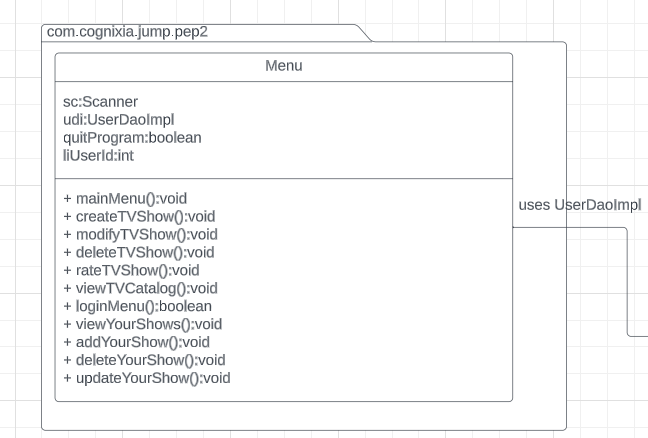 com.cognixia.jump.pep2
Menu
sc:Scanner
udi:UserDaoImpl
quitProgram:boolean
liUserId:int
+ mainMenu():void
+ createTVShow():void
+ modifyTVShow():void
+ deleteTVShow():void
+ rateTVShow():void
+ viewTVCatalog():void
+ loginMenu():boolean
+ viewYourShows():void
+ addYourShow():void
+ deleteYourShow():void
+ updateYourShow():void
uses UserDaoImpl